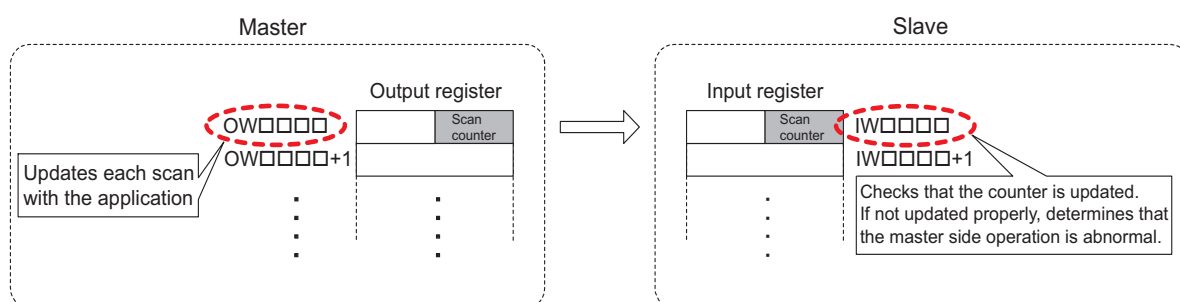 Master
Output register
OW□□□□
Scan
counter
OW□□□□+1
Updates each scan
with the application
Slave
Input register
Scan
counter
IW□□□□
IW□□□□+1
Checks that the counter is updated.
If not updated properly, determines that
the master side operation is abnormal.